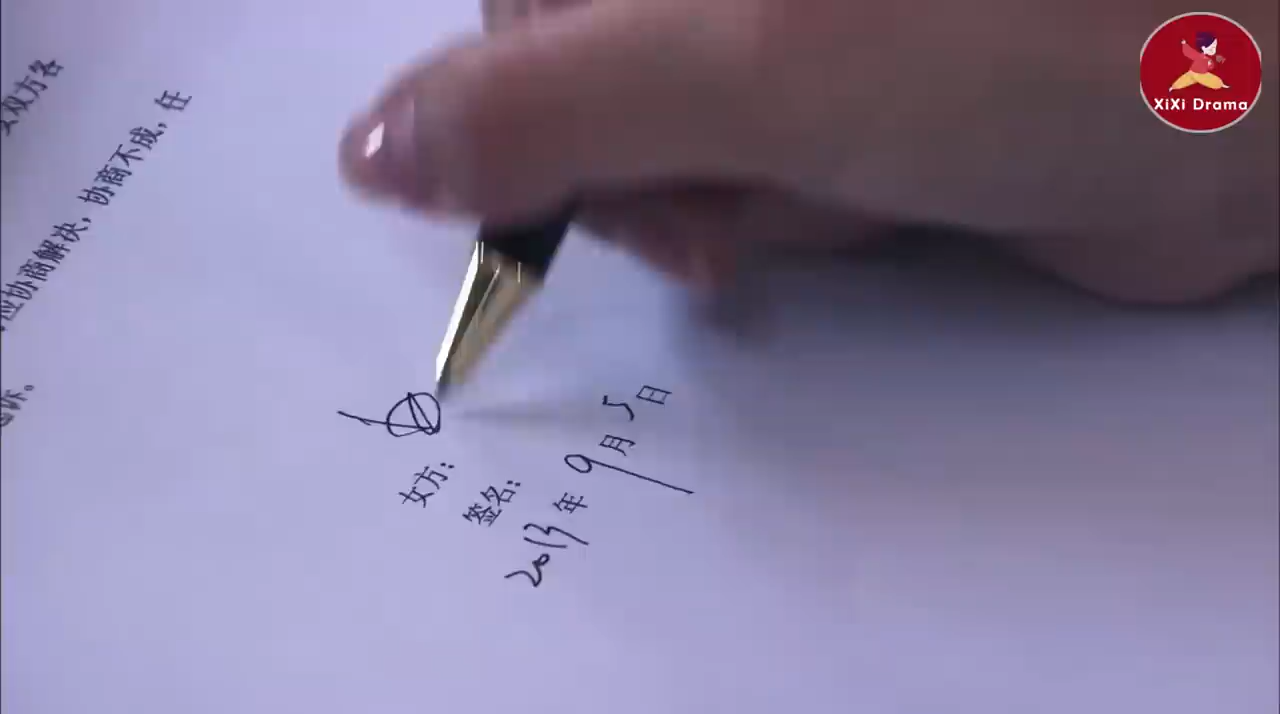 双方各
应协商解决，协商不成，任
诉。
女方：
签名：
2013年9月5日
XiXi Drama